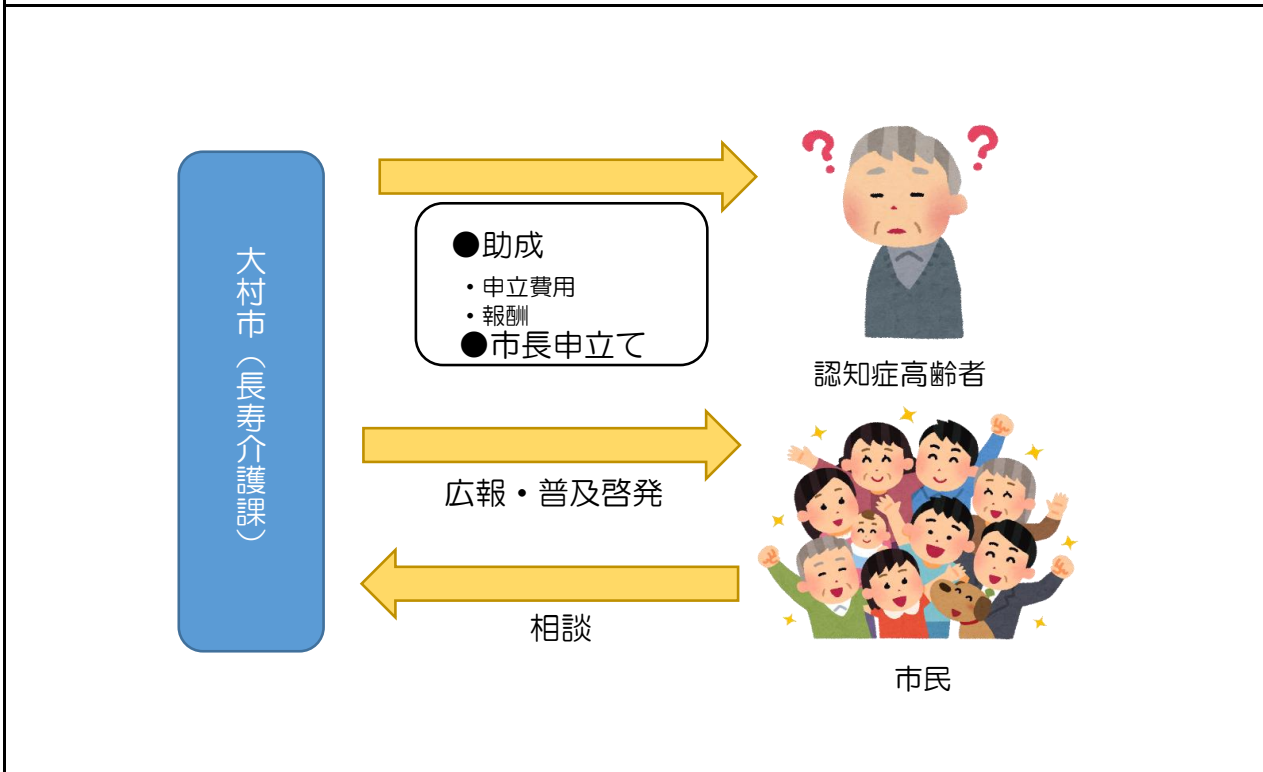 大村市（長寿介護課）
？
？
●助成
・申立費用
・報酬
●市長申立て
認知症高齢者
広報・普及啓発
相談
市民